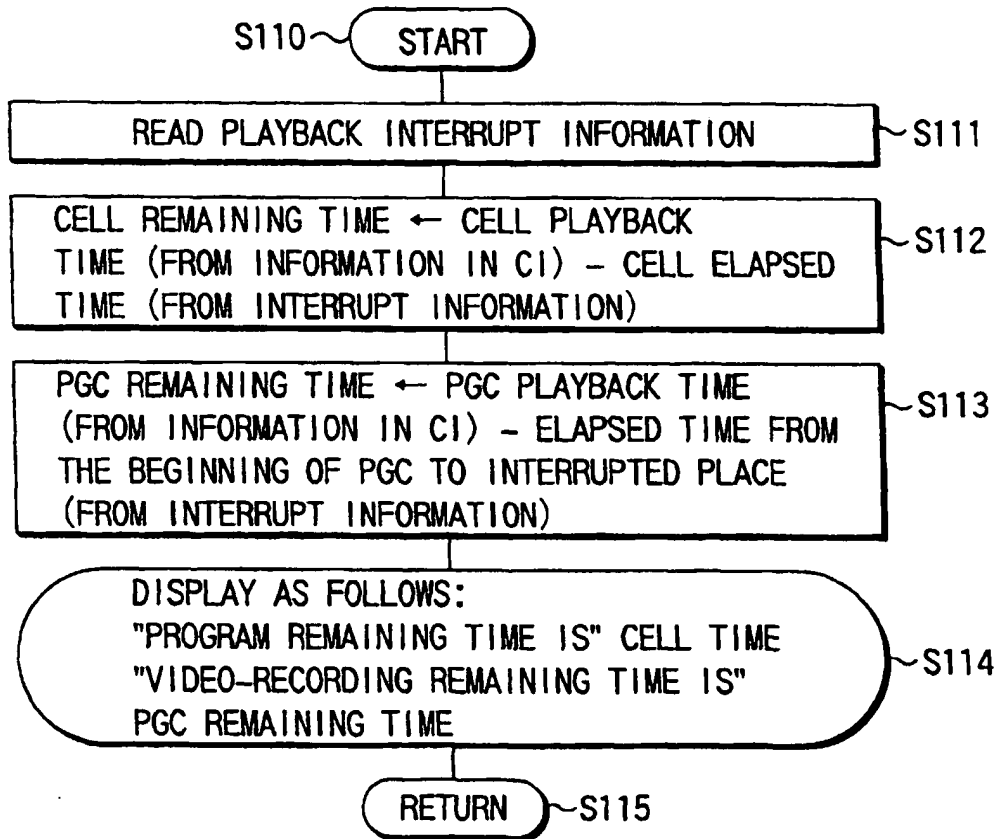 S110
START
READ PLAYBACK INTERRUPT INFORMATION
S111
CELL REMAINING TIME ← CELL PLAYBACK
TIME (FROM INFORMATION IN CI) – CELL ELAPSED
TIME (FROM INTERRUPT INFORMATION)
S112
PGC REMAINING TIME ← PGC PLAYBACK TIME
(FROM INFORMATION IN CI) – ELAPSED TIME FROM
THE BEGINNING OF PGC TO INTERRUPTED PLACE
(FROM INTERRUPT INFORMATION)
S113
DISPLAY AS FOLLOWS:
"PROGRAM REMAINING TIME IS" CELL TIME
"VIDEO–RECORDING REMAINING TIME IS"
PGC REMAINING TIME
S114
RETURN
S115